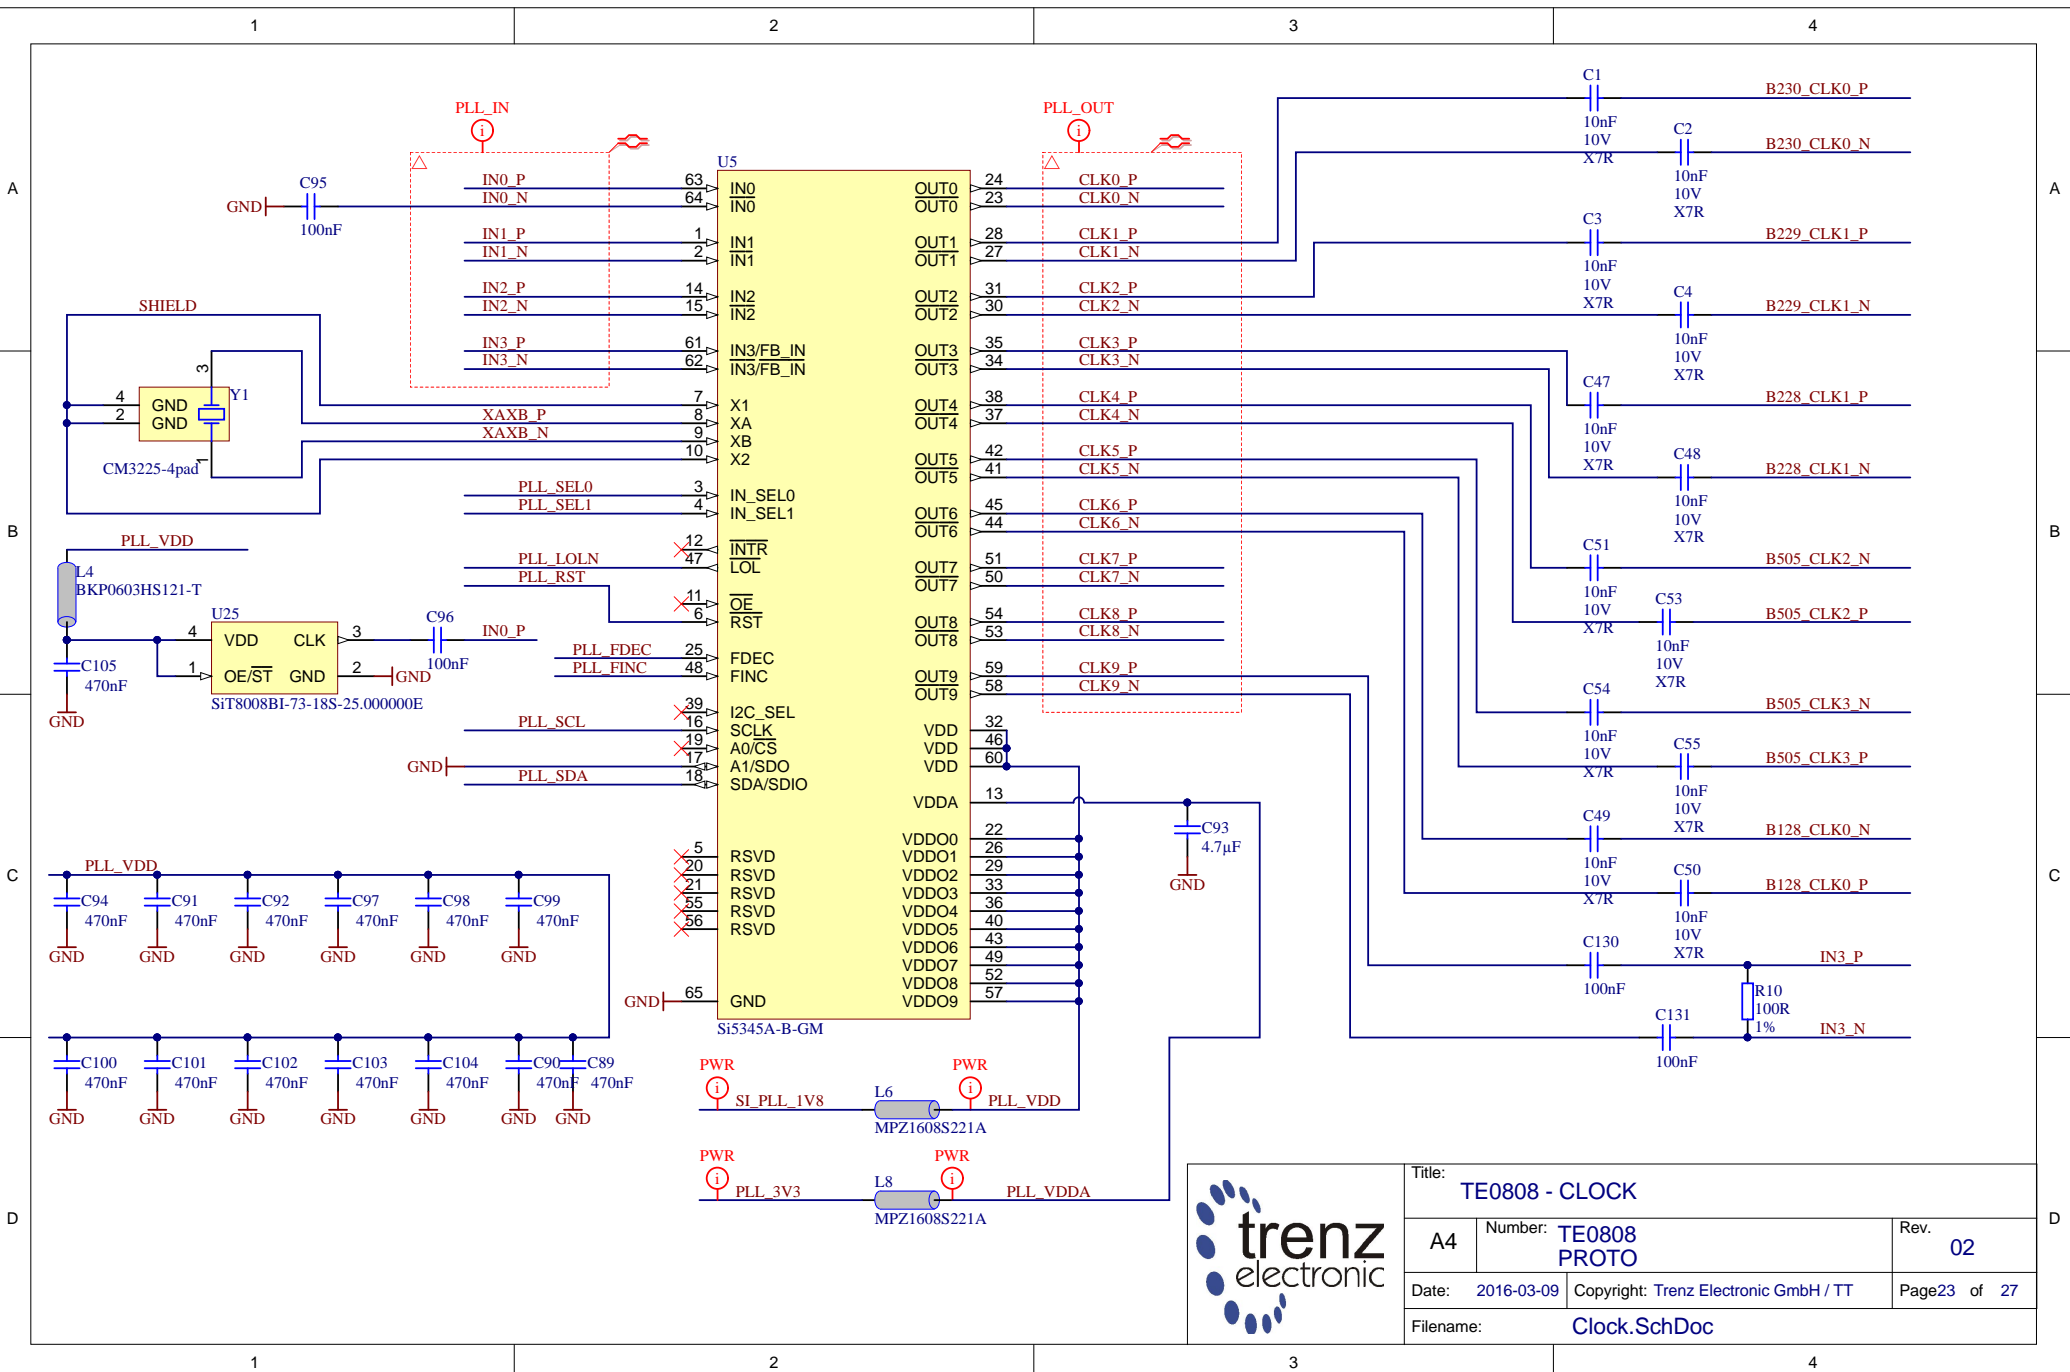 1 2 3 4
A
B
C
D
A
B
C
D
1 2 3 4
PLL_IN
i
PLL_OUT
i
C95
GND
100nF
IN0_P
IN0_N
IN1_P
IN1_N
IN2_P
IN2_N
IN3_P
IN3_N
SHIELD
4 GND
2 GND
3
1
Y1
CM3225-4pad
XAXB_P
XAXB_N
PLL_SEL0
PLL_SEL1
PLL_LOLN
PLL_RST
PLL_FDEC
PLL_FINC
PLL_SCL
GND
PLL_SDA
PLL_VDD
L4
BKP0603HS121-T
U25
4 VDD CLK 3
1 OE/ST GND 2
GND
SiT8008BI-73-18S-25.000000E
C96
100nF
IN0_P
C105
470nF
GND
U5
63 IN0
64 IN0
1 IN1
2 IN1
14 IN2
15 IN2
61 IN3/FB_IN
62 IN3/FB_IN
7 X1
8 XA
9 XB
10 X2
3 IN_SEL0
4 IN_SEL1
12 INTR
47 LOL
11 OE
6 RST
25 FDEC
48 FINC
39 I2C_SEL
16 SCLK
19 A0/CS
17 A1/SDO
18 SDA/SDIO
5 RSVD
20 RSVD
21 RSVD
55 RSVD
56 RSVD
GND 65 GND
Si5345A-B-GM
OUT0 24 CLK0_P
OUT0 23 CLK0_N
OUT1 28 CLK1_P
OUT1 27 CLK1_N
OUT2 31 CLK2_P
OUT2 30 CLK2_N
OUT3 35 CLK3_P
OUT3 34 CLK3_N
OUT4 38 CLK4_P
OUT4 37 CLK4_N
OUT5 42 CLK5_P
OUT5 41 CLK5_N
OUT6 45 CLK6_P
OUT6 44 CLK6_N
OUT7 51 CLK7_P
OUT7 50 CLK7_N
OUT8 54 CLK8_P
OUT8 53 CLK8_N
OUT9 59 CLK9_P
OUT9 58 CLK9_N
VDD 32
VDD 46
VDD 60
VDDA 13
VDDO0 22
VDDO1 26
VDDO2 29
VDDO3 33
VDDO4 36
VDDO5 40
VDDO6 43
VDDO7 49
VDDO8 52
VDDO9 57
C93
4.7µF
GND
C1
10nF
10V
X7R
B230_CLK0_P
C2
10nF
10V
X7R
B230_CLK0_N
C3
10nF
10V
X7R
B229_CLK1_P
C4
10nF
10V
X7R
B229_CLK1_N
C47
10nF
10V
X7R
B228_CLK1_P
C48
10nF
10V
X7R
B228_CLK1_N
C51
10nF
10V
X7R
B505_CLK2_N
C53
10nF
10V
X7R
B505_CLK2_P
C54
10nF
10V
X7R
B505_CLK3_N
C55
10nF
10V
X7R
B505_CLK3_P
C49
10nF
10V
X7R
B128_CLK0_N
C50
10nF
10V
X7R
B128_CLK0_P
C130
100nF
IN3_P
R10
100R
1%
C131
100nF
IN3_N
PLL_VDD
C94 C91 C92 C97 C98 C99
470nF 470nF 470nF 470nF 470nF 470nF
GND GND GND GND GND GND
C100 C101 C102 C103 C104 C90 C89
470nF 470nF 470nF 470nF 470nF 470nF 470nF
GND GND GND GND GND GND GND
PWR PWR
i i
SI_PLL_1V8 L6 PLL_VDD
MPZ1608S221A
PWR PWR
i i
PLL_3V3 L8 PLL_VDDA
MPZ1608S221A
trenz
electronic
Title:
TE0808 - CLOCK
A4
Number: TE0808
PROTO
Rev.
02
Date: 2016-03-09
Copyright: Trenz Electronic GmbH / TT
Page23 of 27
Filename: Clock.SchDoc